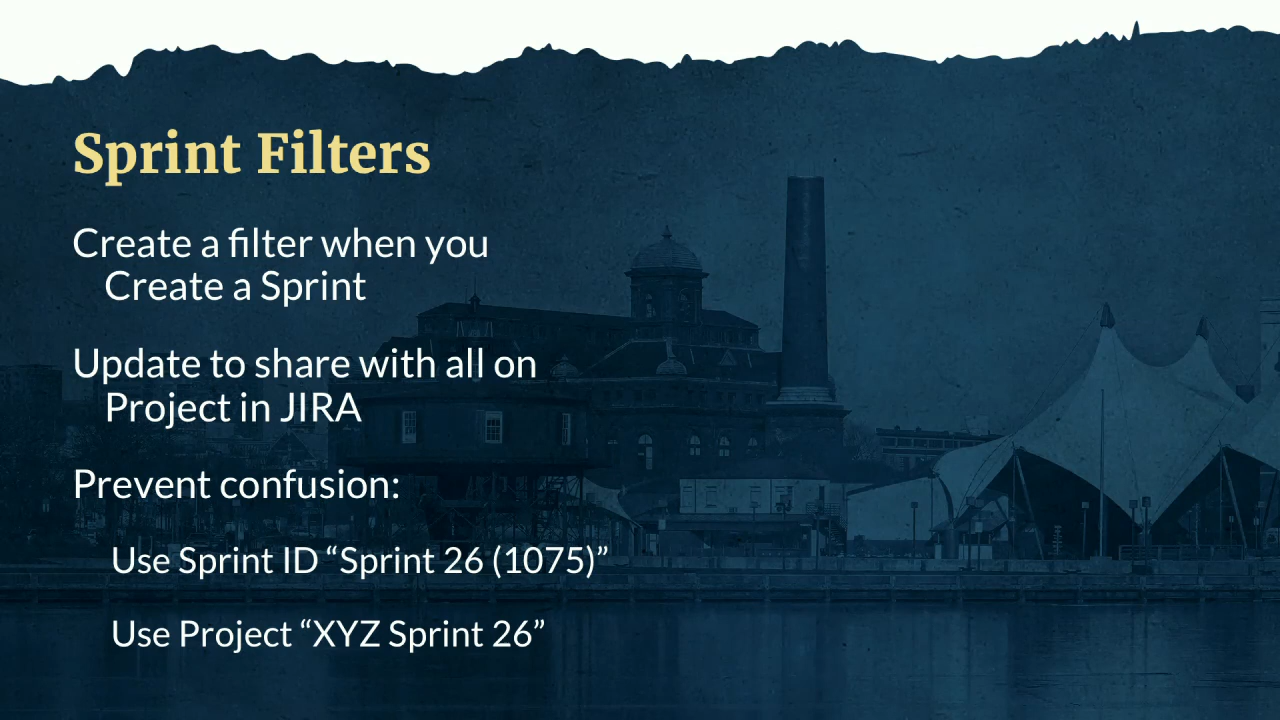 Sprint Filters
Create a filter when you
Create a Sprint
Update to share with all on
Project in JIRA
Prevent confusion:
Use Sprint ID “Sprint 26 (1075)”
Use Project “XYZ Sprint 26”